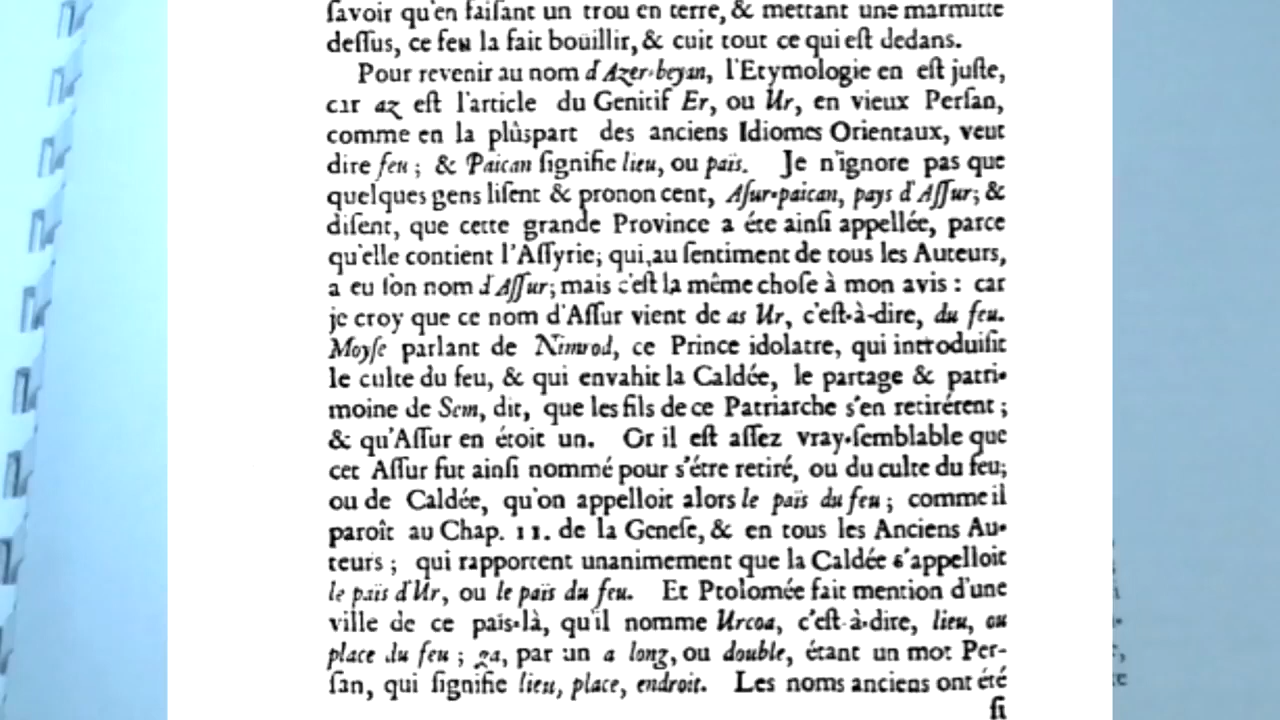 ſavoir qu'en faiſant un trou en terre, & mettant une marmitte
deſſus, ce feu la fait boüillir, & cuit tout ce qui eſt dedans.
Pour revenir au nom d'Azer-beyan, l'Etymologie en eſt juſte,
car az eſt l'article du Genitif Er, ou Ur, en vieux Perſan,
comme en la plûspart des anciens Idiomes Orientaux, veut
dire feu; & Paican ſignifie lieu, ou païs. Je n'ignore pas que
quelques gens liſent & pronon cent, Aſur-paican, pays d'Aſſur; &
diſent, que cette grande Province a éte ainſi appellée, parce
qu'elle contient l'Aſſyrie; qui, au ſentiment de tous les Auteurs,
a eu ſon nom d'Aſſur; mais c'eſt la même choſe à mon avis: car
je croy que ce nom d'Aſſur vient de as Ur, c'eſt-à-dire, du feu.
Moyſe parlant de Nimrod, ce Prince idolatre, qui introduiſit
le culte du feu, & qui envahit la Caldée, le partage & patri-
moine de Sem, dit, que les fils de ce Patriarche s'en retirérent;
& qu'Aſſur en étoit un. Or il eſt aſſez vray-ſemblable que
cet Aſſur fut ainſi nommé pour s'étre retiré, ou du culte du feu;
ou de Caldée, qu'on appelloit alors le païs du feu; comme il
paroît au Chap. 11. de la Geneſe, & en tous les Anciens Au-
teurs; qui rapportent unanimement que la Caldée s'appelloit
le païs d'Ur, ou le païs du feu. Et Ptolomée fait mention d'une
ville de ce païs-là, qu'il nomme Urcoa, c'eſt-à-dire, lieu, ou
place du feu; ga, par un a long, ou double, étant un mot Per-
ſan, qui ſignifie lieu, place, endroit. Les noms anciens ont été
ſi